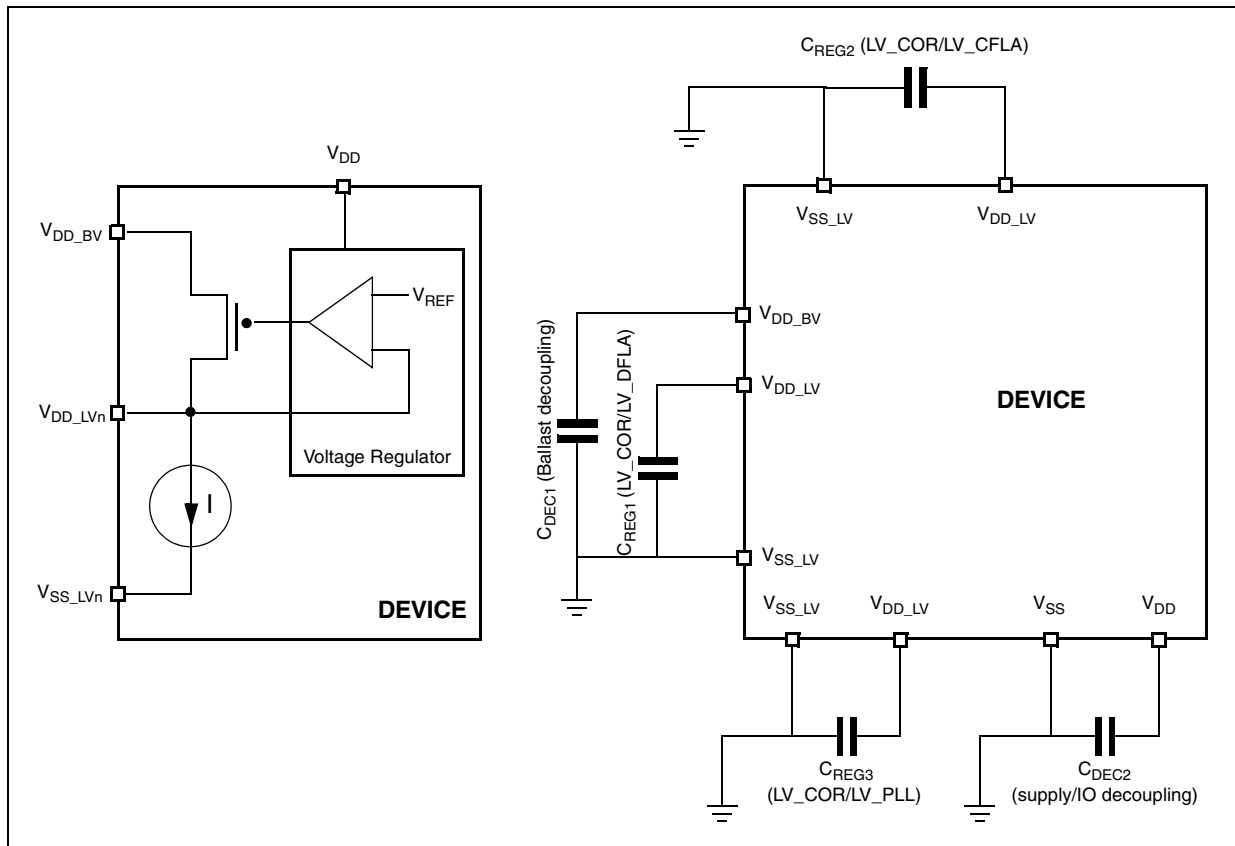 V_DD
V_DD_BV
V_REF
V_DD_LVn
Voltage Regulator
I
V_SS_LVn
DEVICE
C_REG2 (LV_COR/LV_CFLA)
V_SS_LV
V_DD_LV
V_DD_BV
V_DD_LV
DEVICE
C_DEC1 (Ballast decoupling)
C_REG1 (LV_COR/LV_DFLA)
V_SS_LV
V_SS_LV
V_DD_LV
V_SS
V_DD
C_REG3
(LV_COR/LV_PLL)
C_DEC2
(supply/IO decoupling)